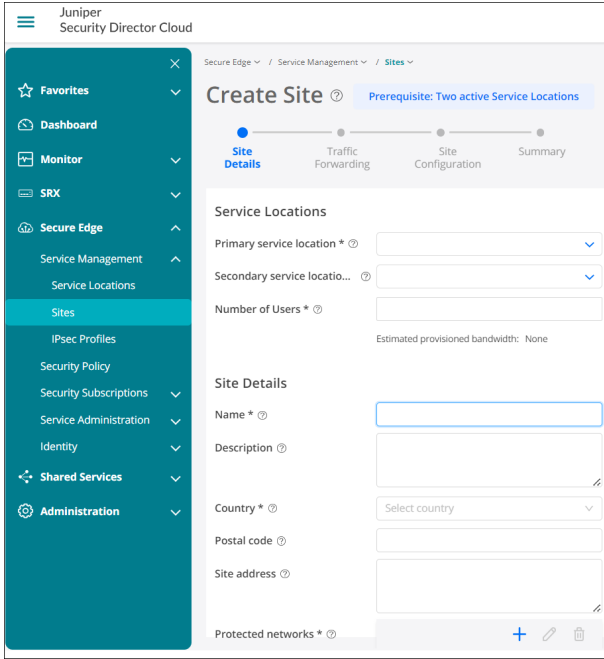 Juniper
Security Director Cloud
Favorites
Dashboard
Monitor
SRX
Secure Edge
Service Management
Service Locations
Sites
IPsec Profiles
Security Policy
Security Subscriptions
Service Administration
Identity
Shared Services
Administration
Secure Edge / Service Management / Sites
Create Site ? Prerequisite: Two active Service Locations
Site Details
Traffic Forwarding
Site Configuration
Summary
Service Locations
Primary service location * ?
Secondary service locatio... ?
Number of Users * ?
Estimated provisioned bandwidth: None
Site Details
Name * ?
Description ?
Country * ? Select country
Postal code ?
Site address ?
Protected networks * ?